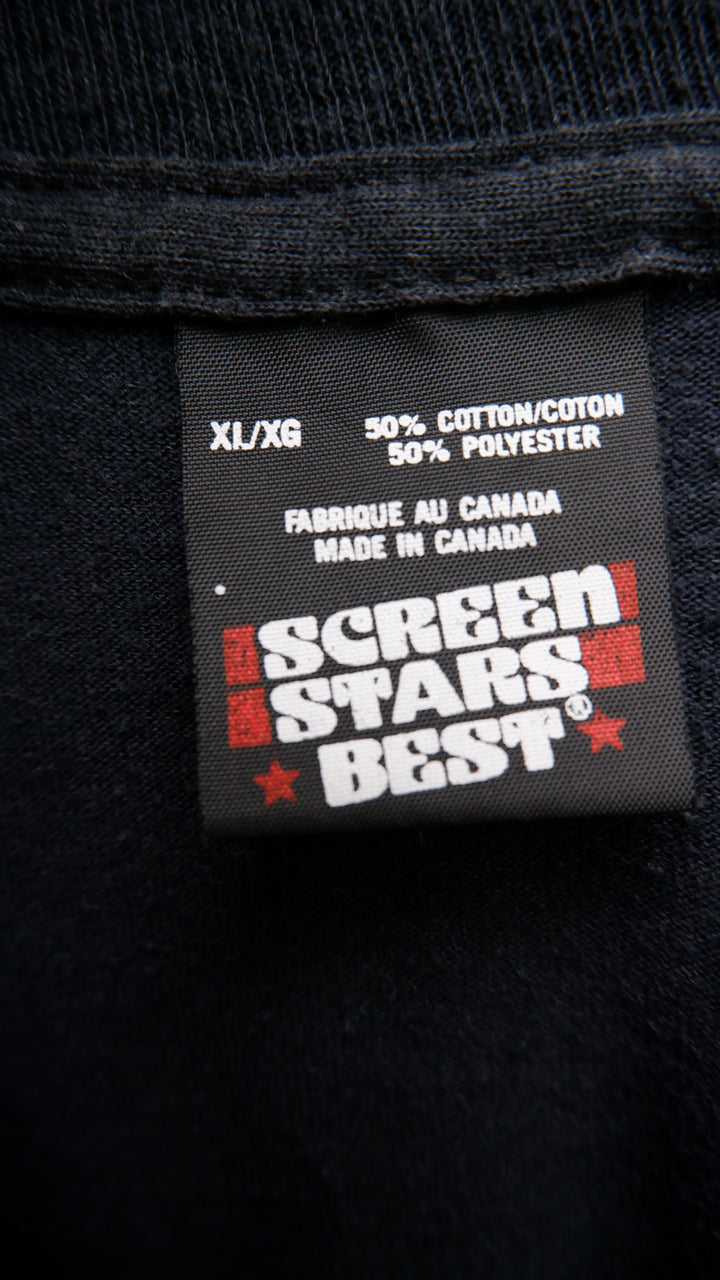 XL/XG
50% COTTON/COTON
50% POLYESTER
FABRIQUE AU CANADA
MADE IN CANADA
SCREEN
STARS
BEST®